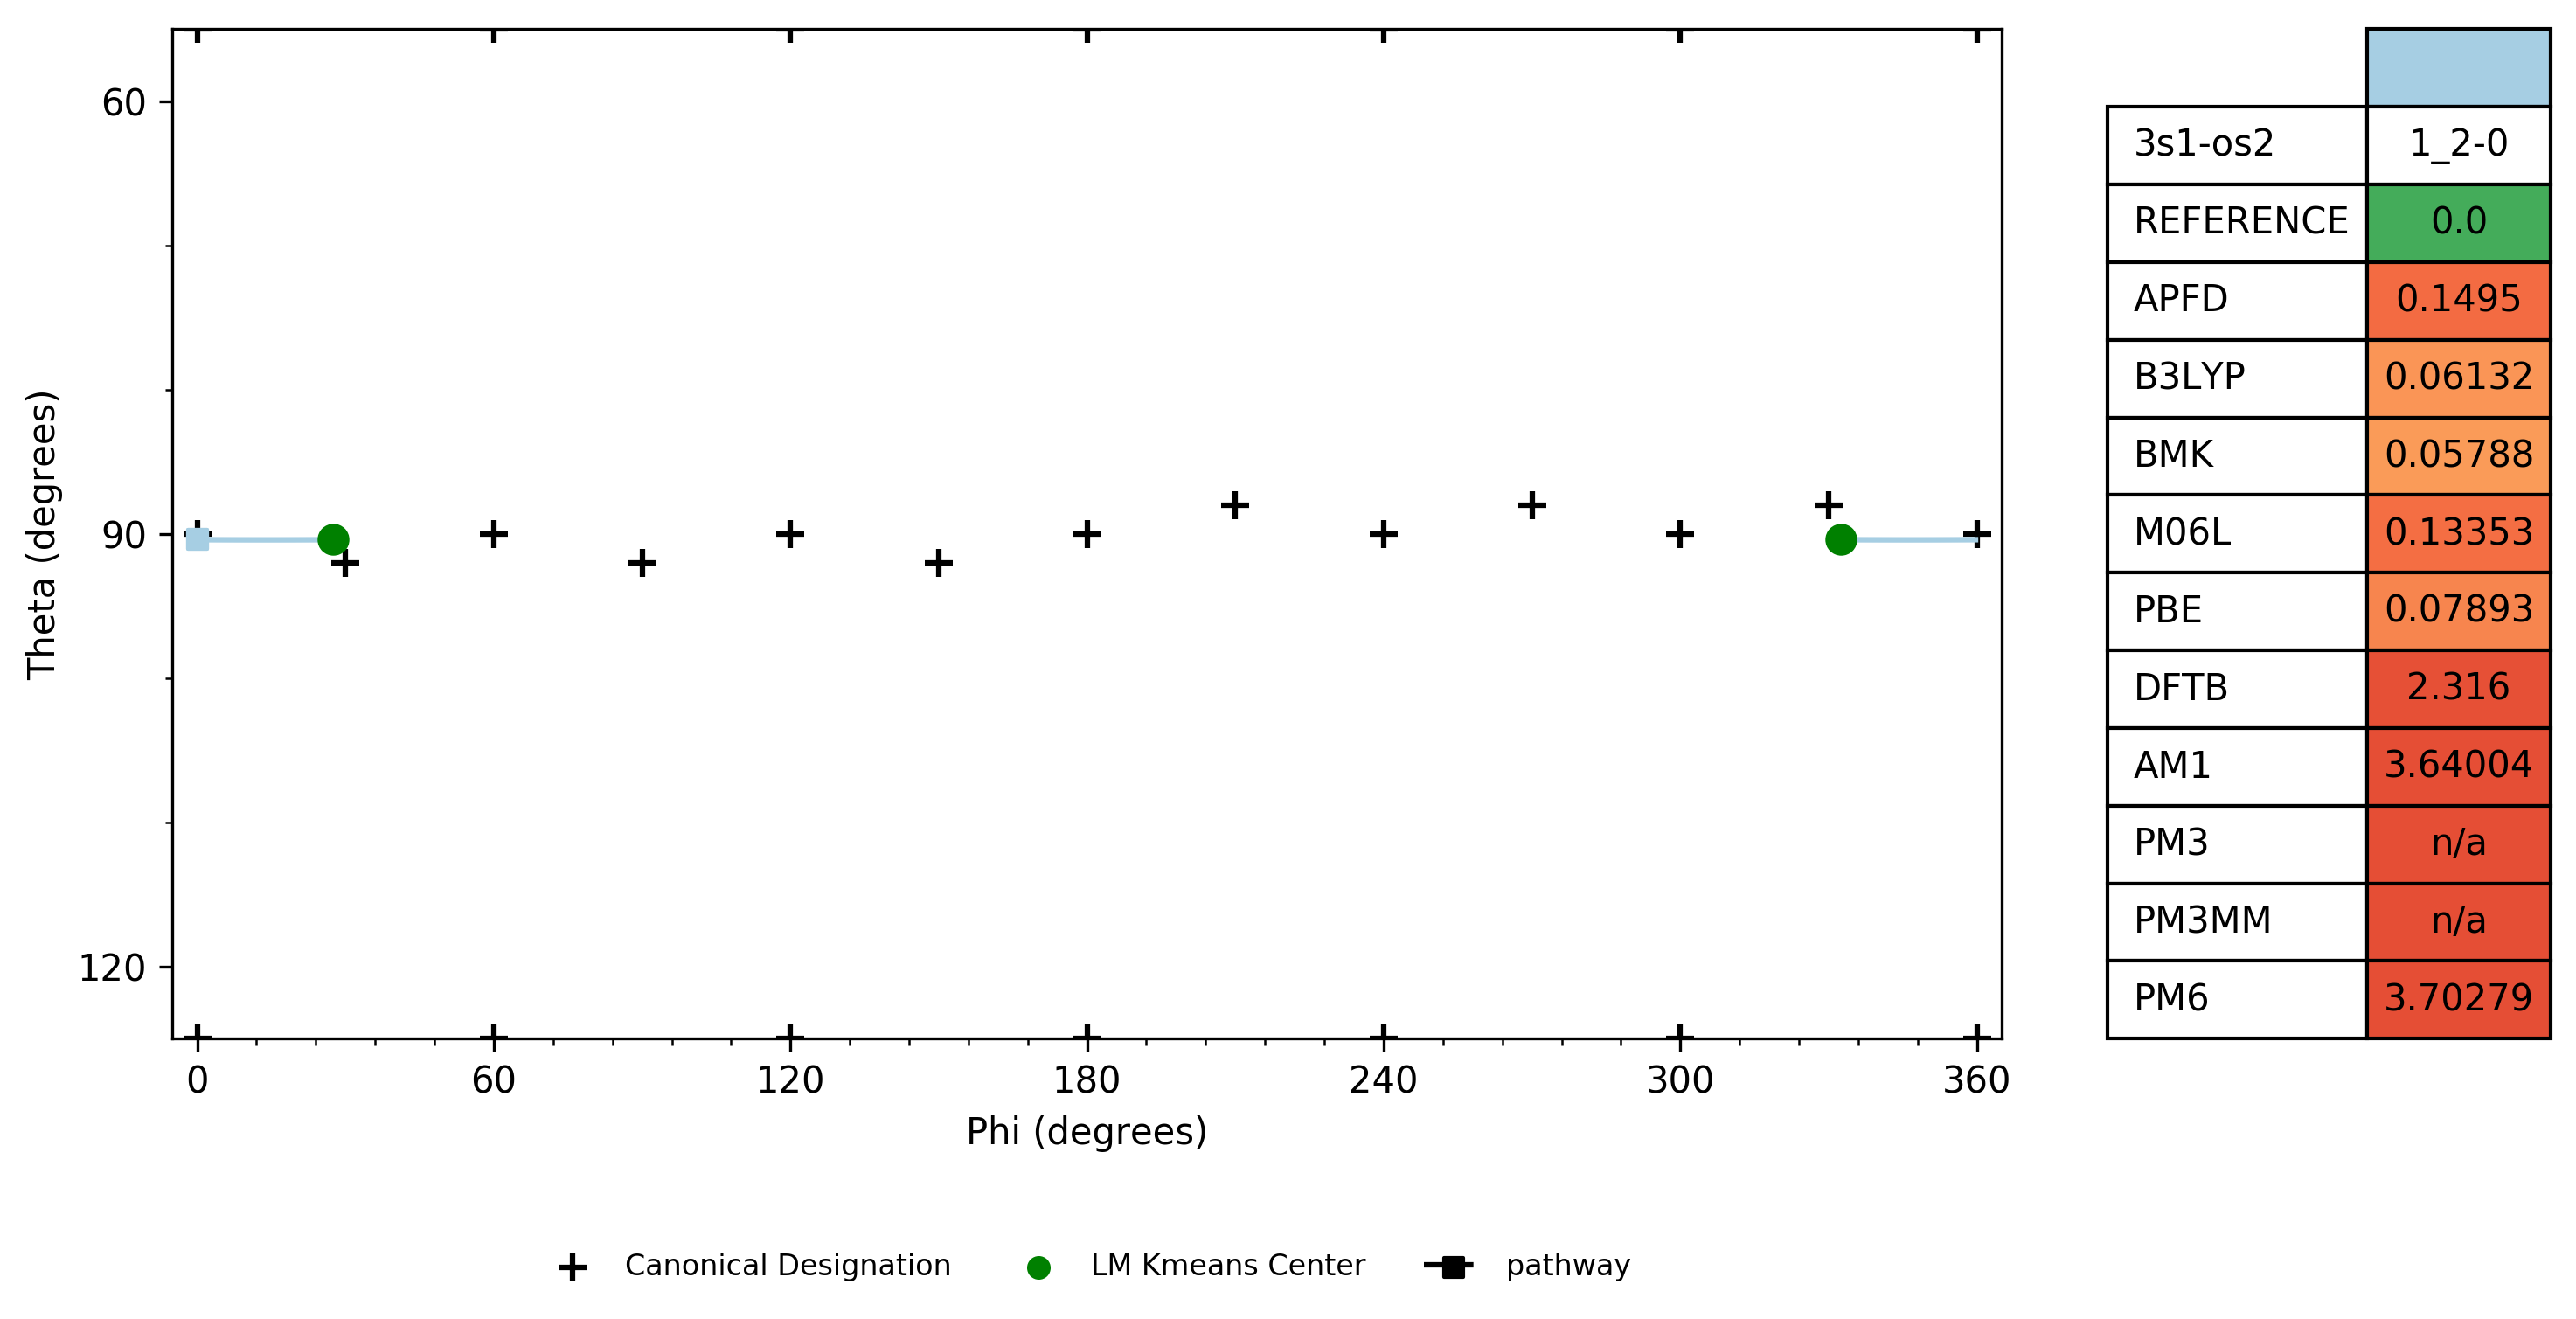 60
90
120
Theta (degrees)
0 60 120 180 240 300 360
Phi (degrees)
Canonical Designation LM Kmeans Center pathway
3s1-os2 1_2-0
REFERENCE 0.0
APFD 0.1495
B3LYP 0.06132
BMK 0.05788
M06L 0.13353
PBE 0.07893
DFTB 2.316
AM1 3.64004
PM3 n/a
PM3MM n/a
PM6 3.70279